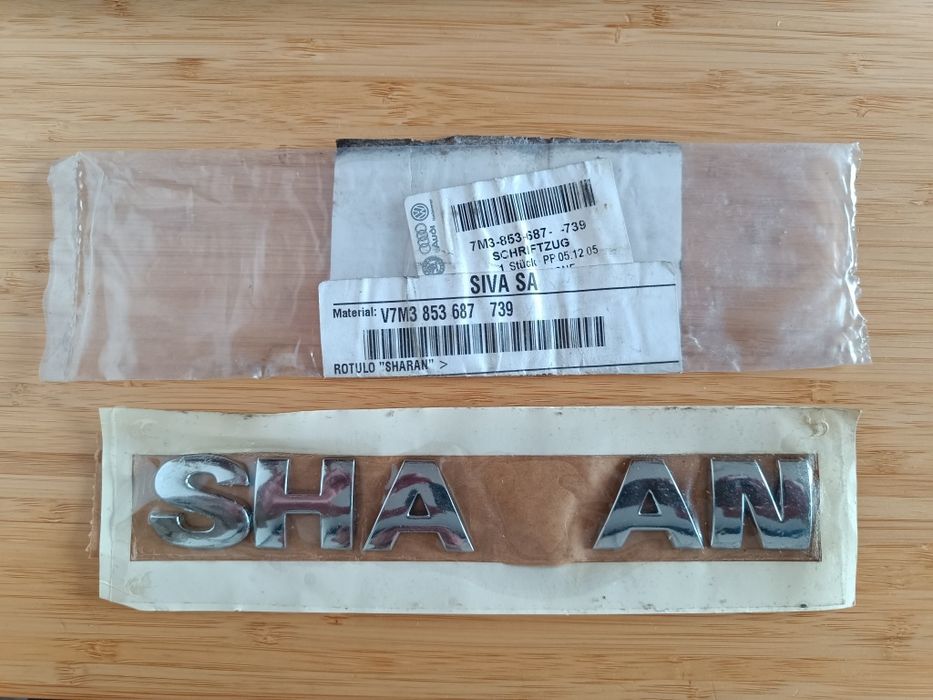 Audi
7M3-853-687- -739
SCHRIFTZUG
1 Stück PP 05.12.05
SIVA SA
Material: V7M3 853 687 739
ROTULO "SHARAN" >
SHA AN